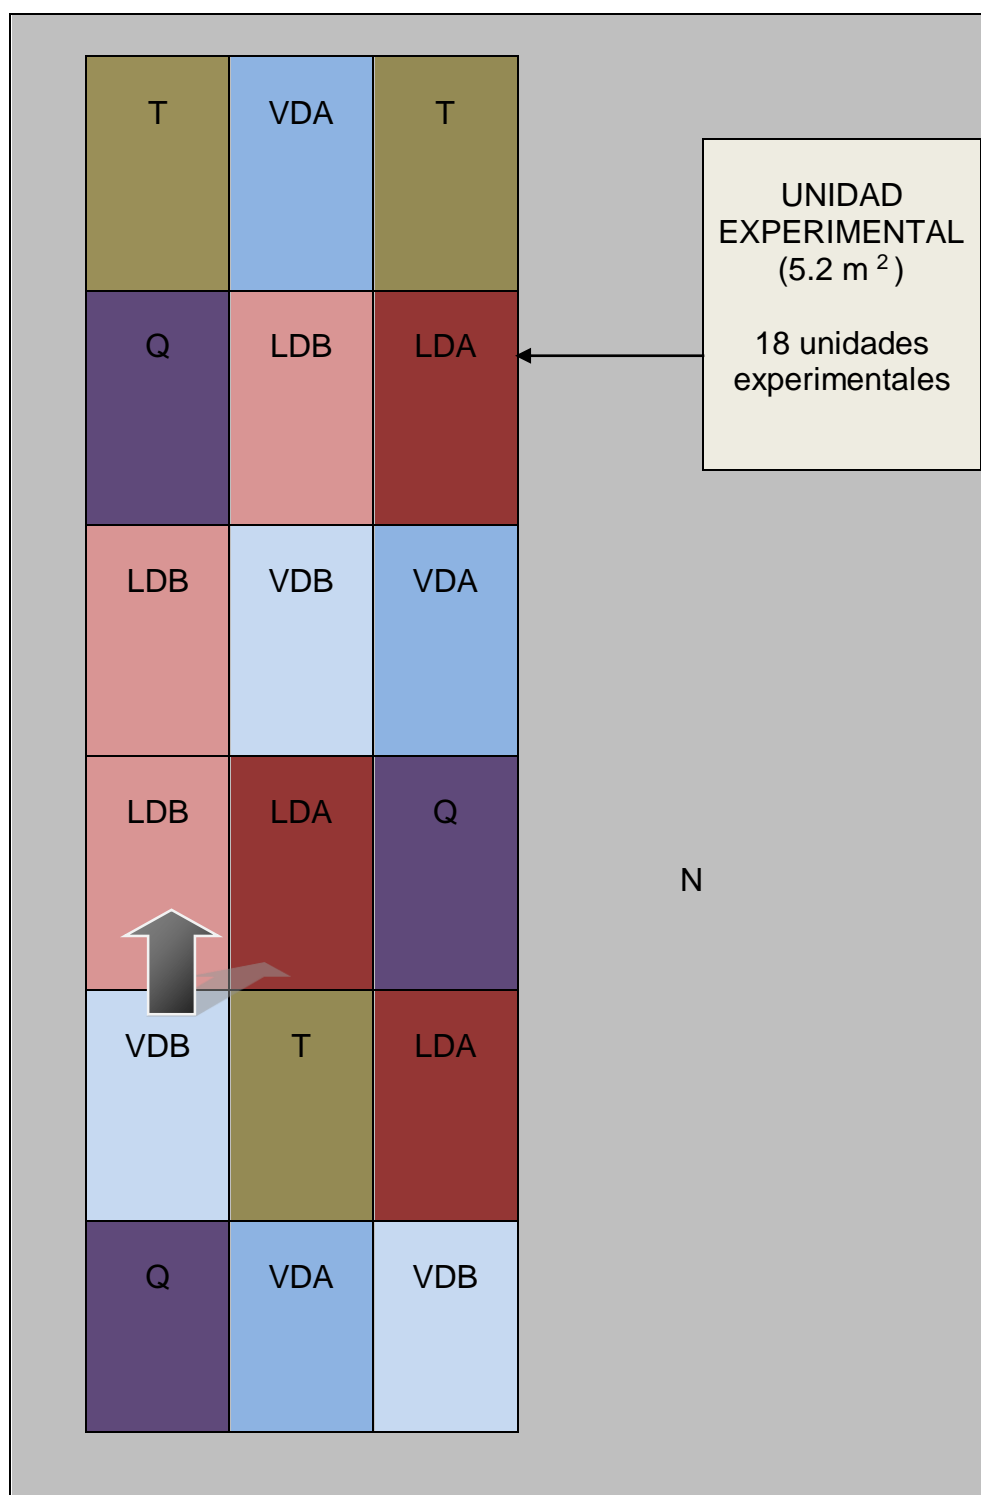 T VDA T
UNIDAD
EXPERIMENTAL
(5.2 m ²)
18 unidades
experimentales
Q LDB LDA
LDB VDB VDA
LDB LDA Q
N
VDB T LDA
Q VDA VDB